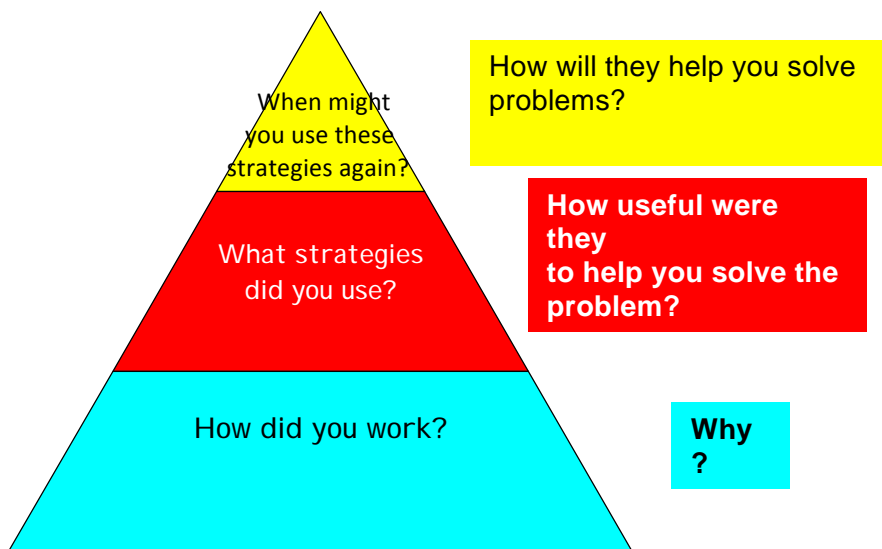 When might
you use these
strategies again?
How will they help you solve
problems?
What strategies
did you use?
How useful were
they
to help you solve the
problem?
How did you work?
Why
?